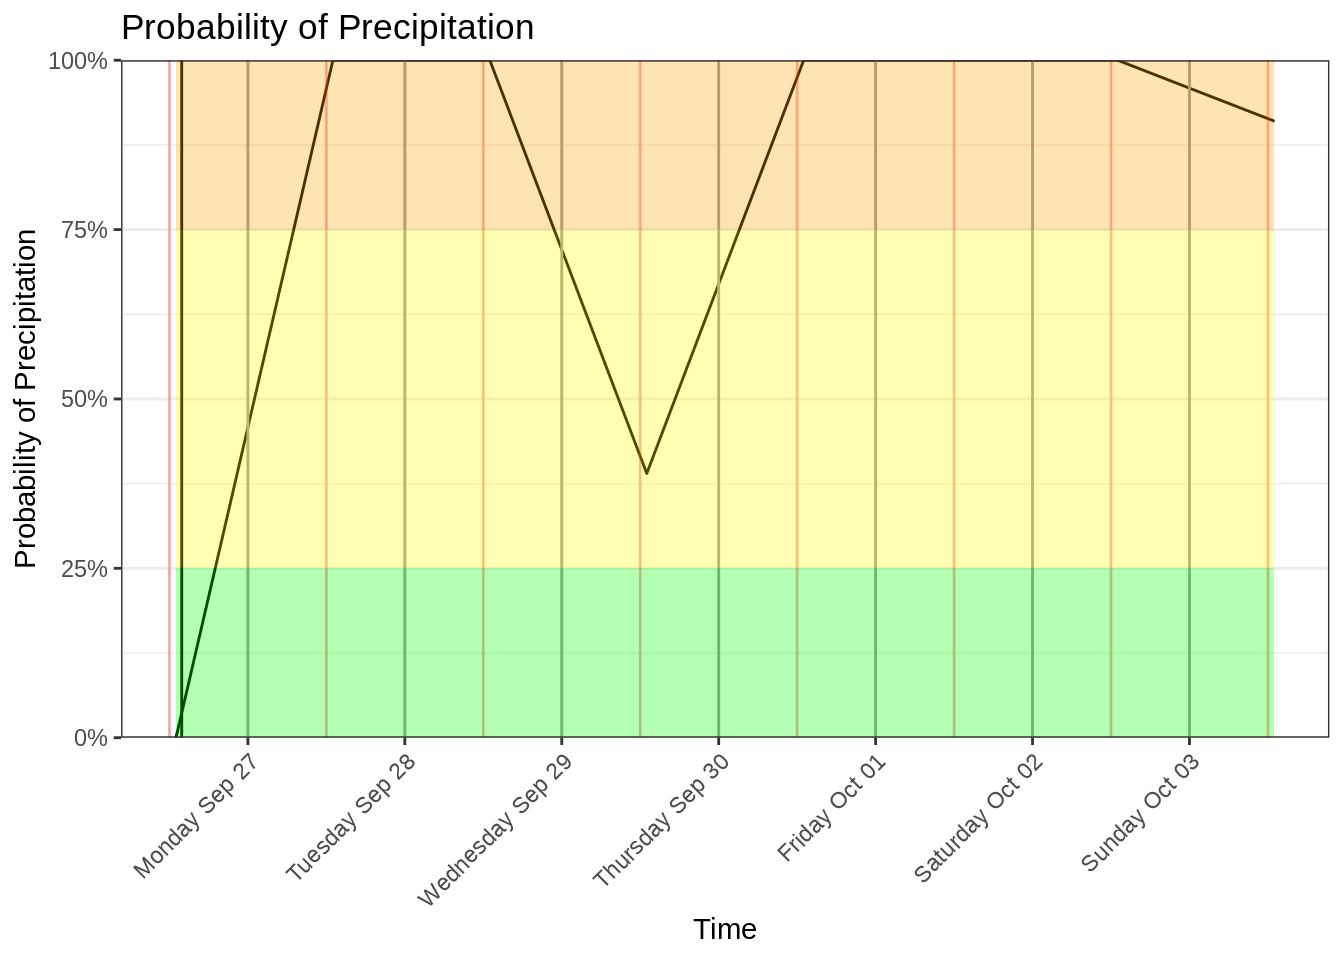 Probability of Precipitation
Probability of Precipitation
100%
75%
50%
25%
0%
Monday Sep 27
Tuesday Sep 28
Wednesday Sep 29
Thursday Sep 30
Friday Oct 01
Saturday Oct 02
Sunday Oct 03
Time